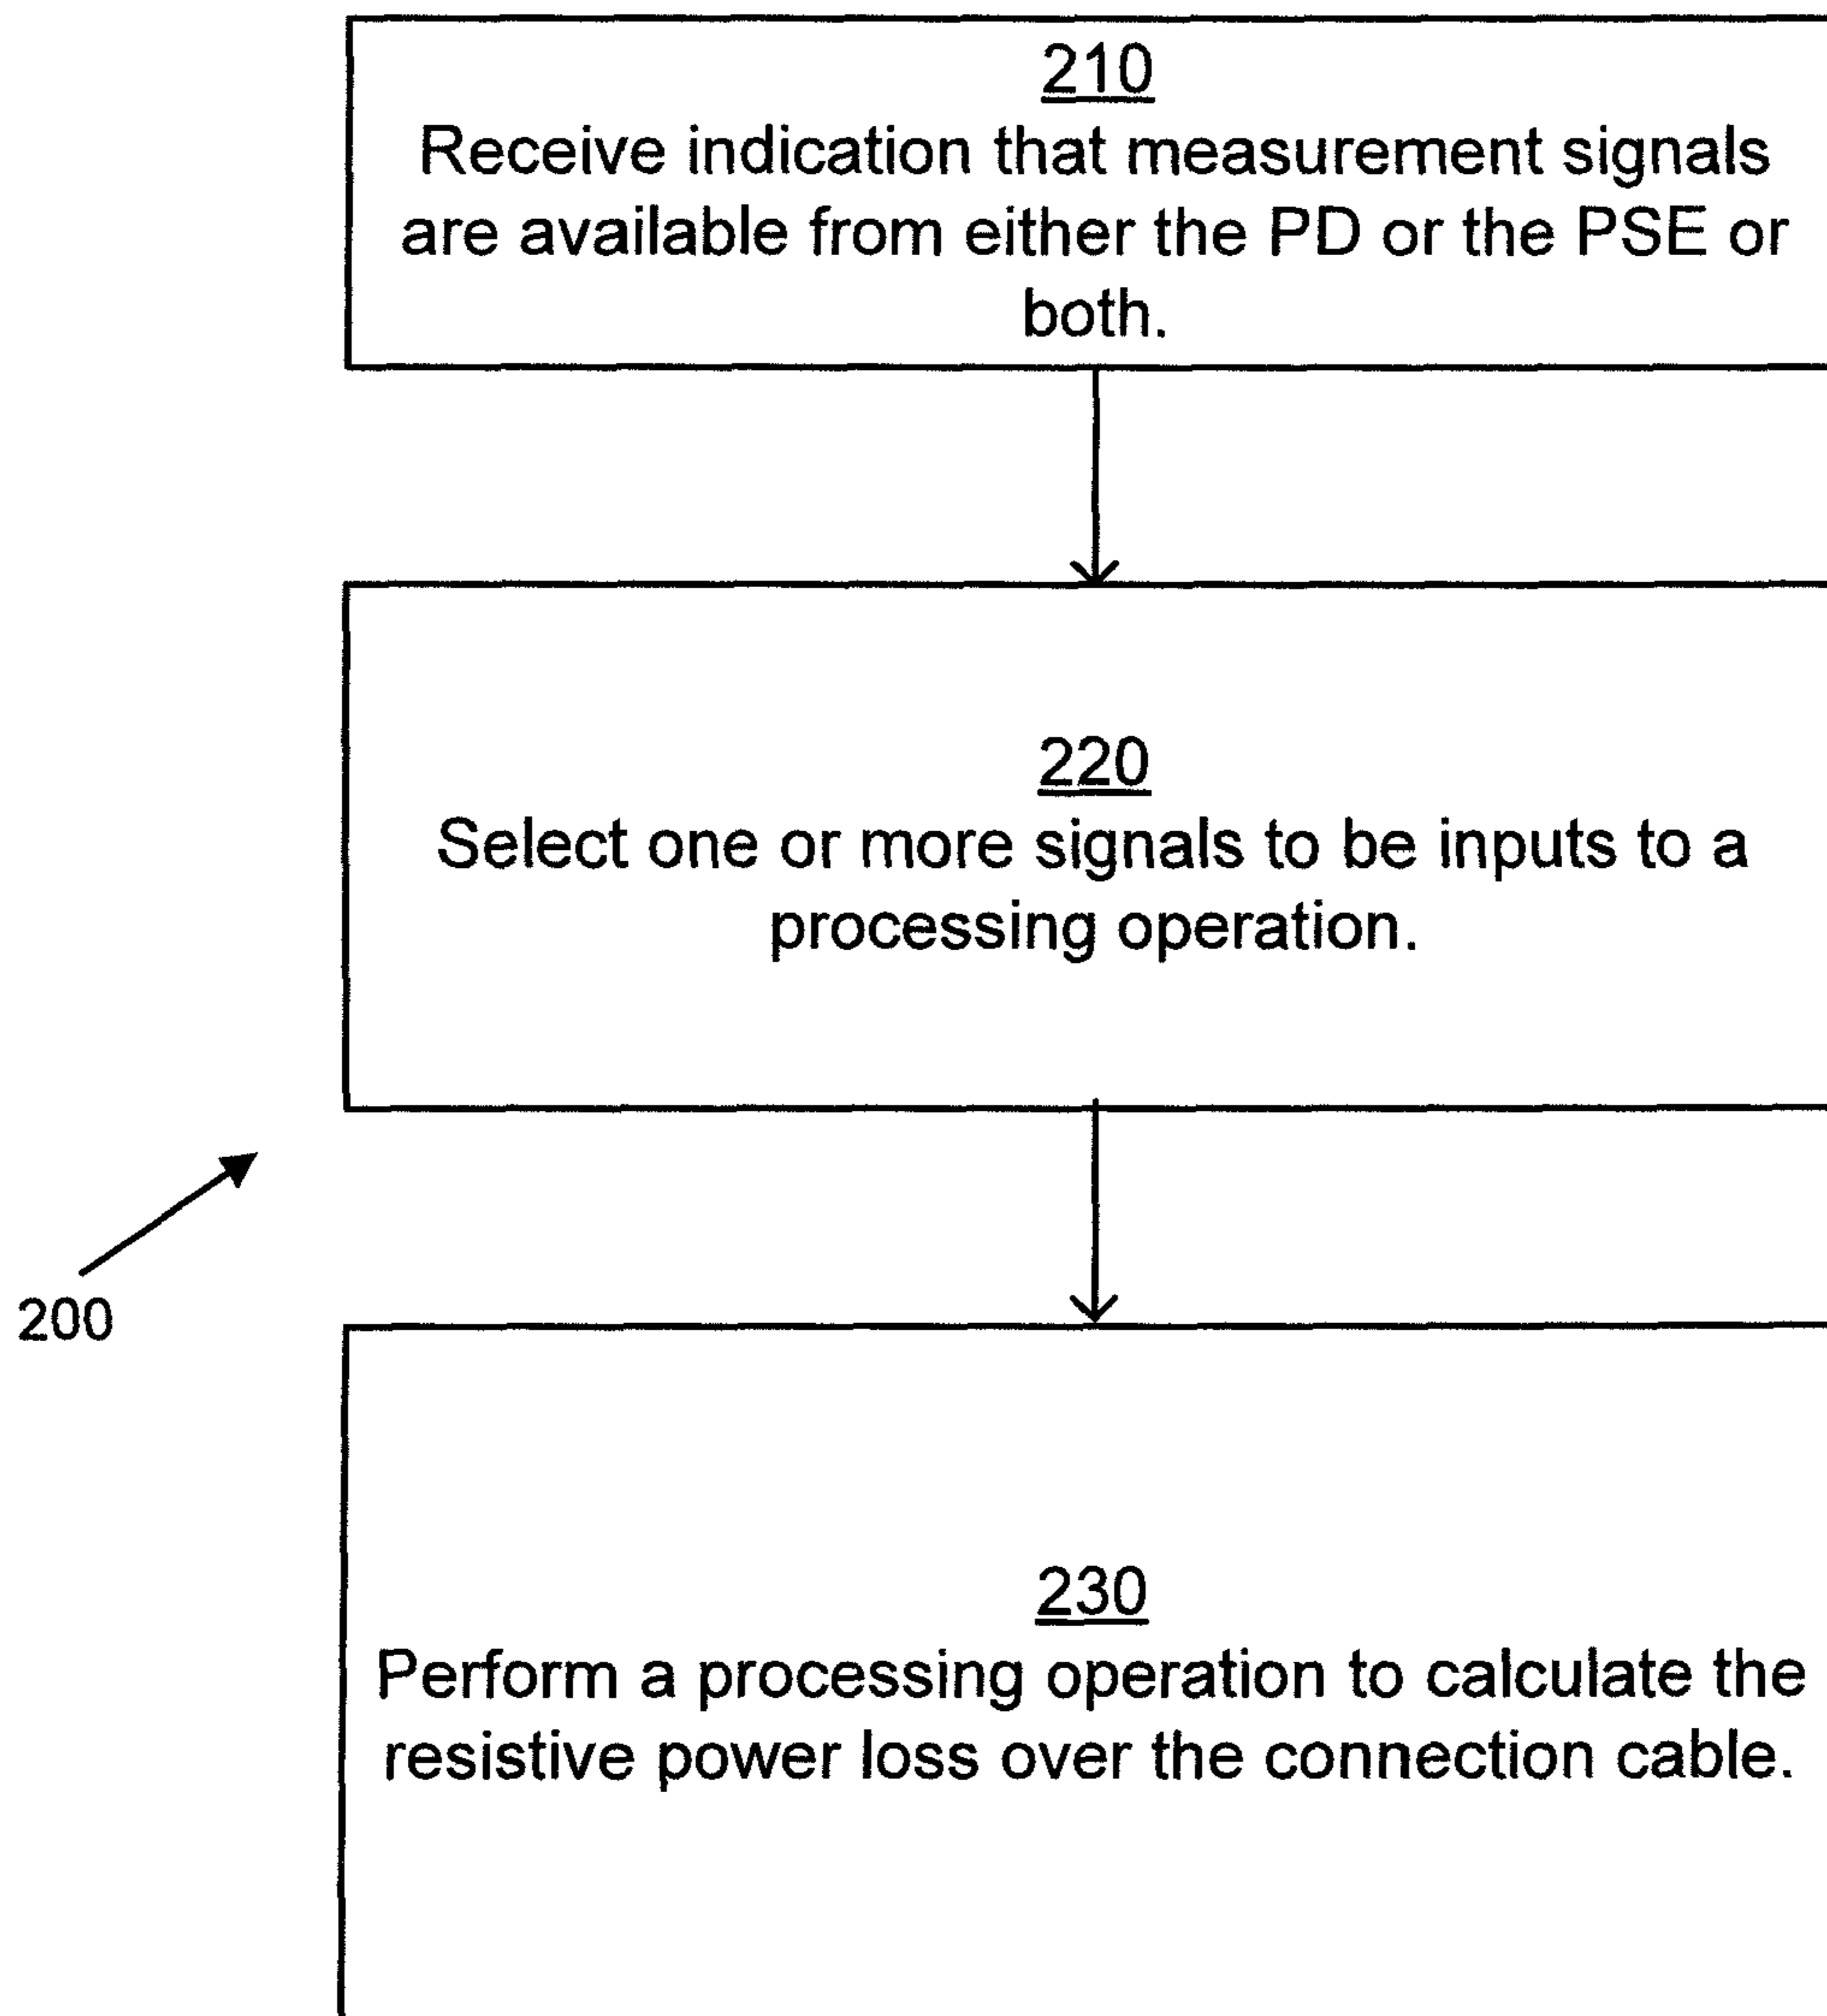 210
Receive indication that measurement signals
are available from either the PD or the PSE or
both.
220
Select one or more signals to be inputs to a
processing operation.
200
230
Perform a processing operation to calculate the
resistive power loss over the connection cable.